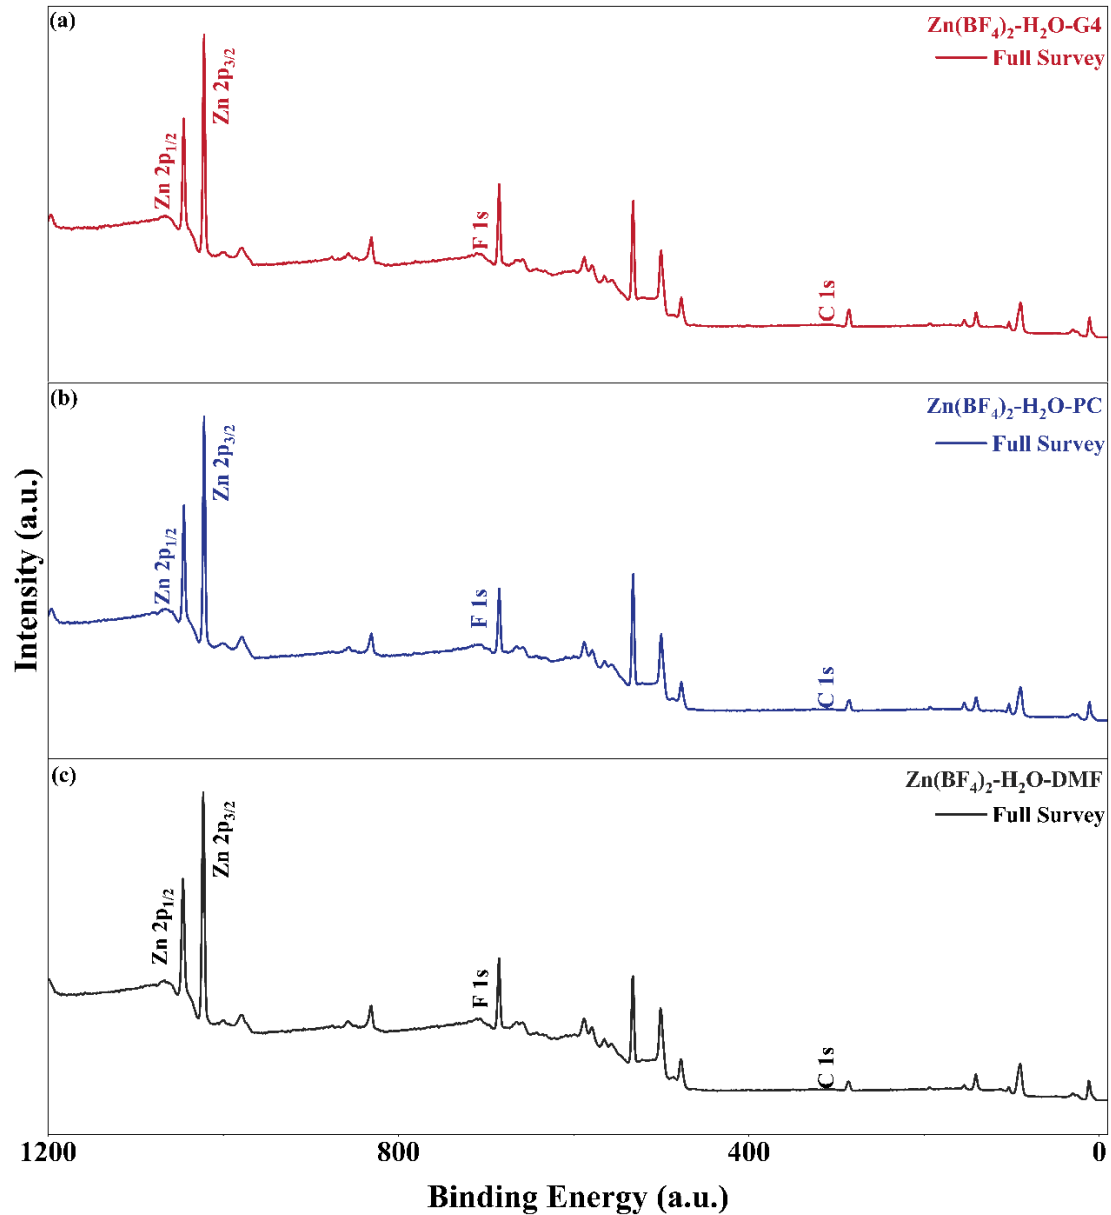 (a)
Zn(BF₄)₂-H₂O-G4
Full Survey
Zn 2p₁/₂
Zn 2p₃/₂
F 1s
C 1s
(b)
Zn(BF₄)₂-H₂O-PC
Full Survey
Zn 2p₁/₂
Zn 2p₃/₂
F 1s
C 1s
(c)
Zn(BF₄)₂-H₂O-DMF
Full Survey
Zn 2p₁/₂
Zn 2p₃/₂
F 1s
C 1s
Intensity (a.u.)
1200
800
400
0
Binding Energy (a.u.)